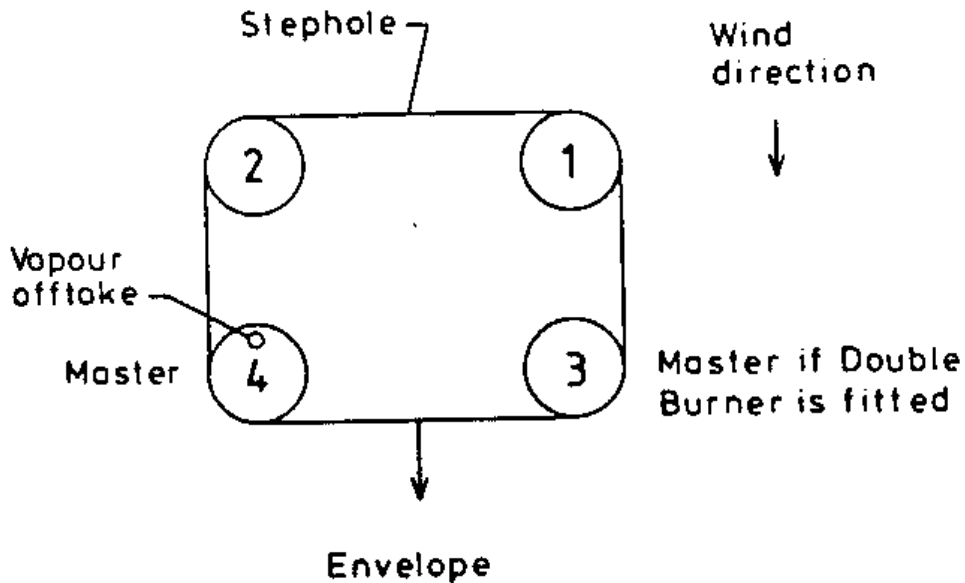 Stephole
Wind
direction
2
1
Vapour
offtake
Master
4
3
Master if Double
Burner is fitted
Envelope